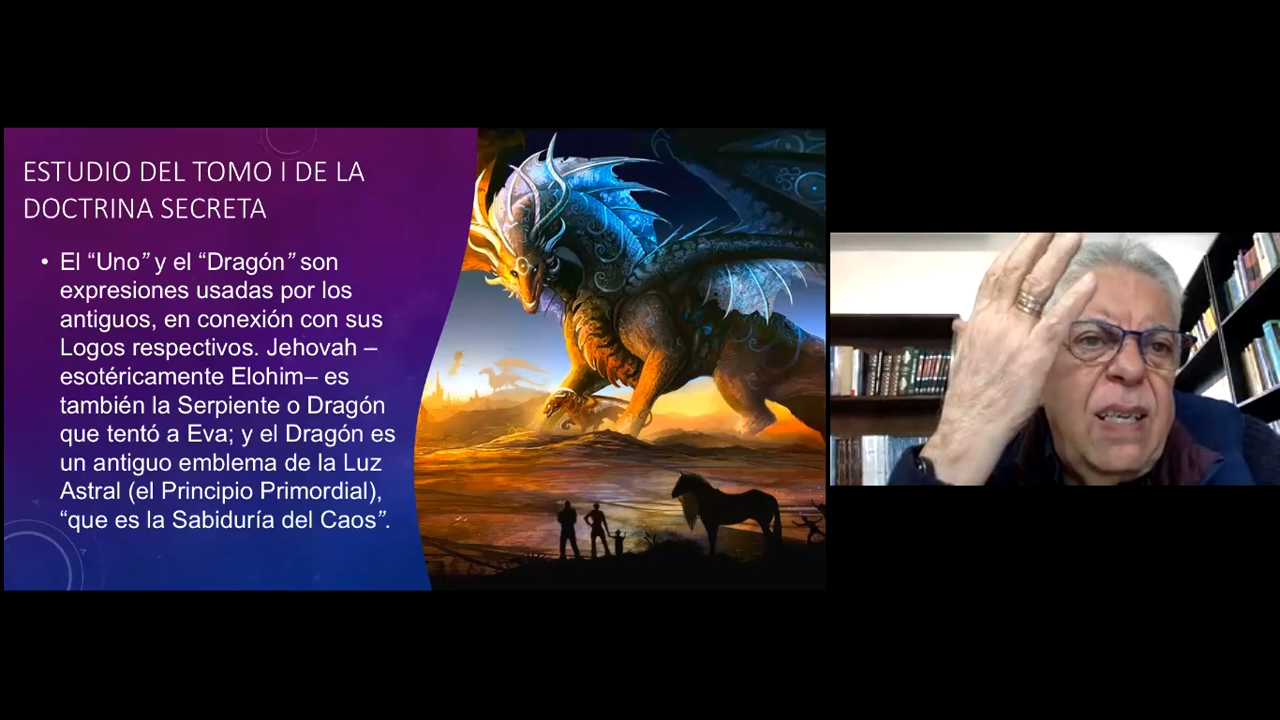 ESTUDIO DEL TOMO I DE LA
DOCTRINA SECRETA
• El “Uno” y el “Dragón” son
expresiones usadas por los
antiguos, en conexión con sus
Logos respectivos. Jehovah –
esotéricamente Elohim– es
también la Serpiente o Dragón
que tentó a Eva; y el Dragón es
un antiguo emblema de la Luz
Astral (el Principio Primordial),
“que es la Sabiduría del Caos”.